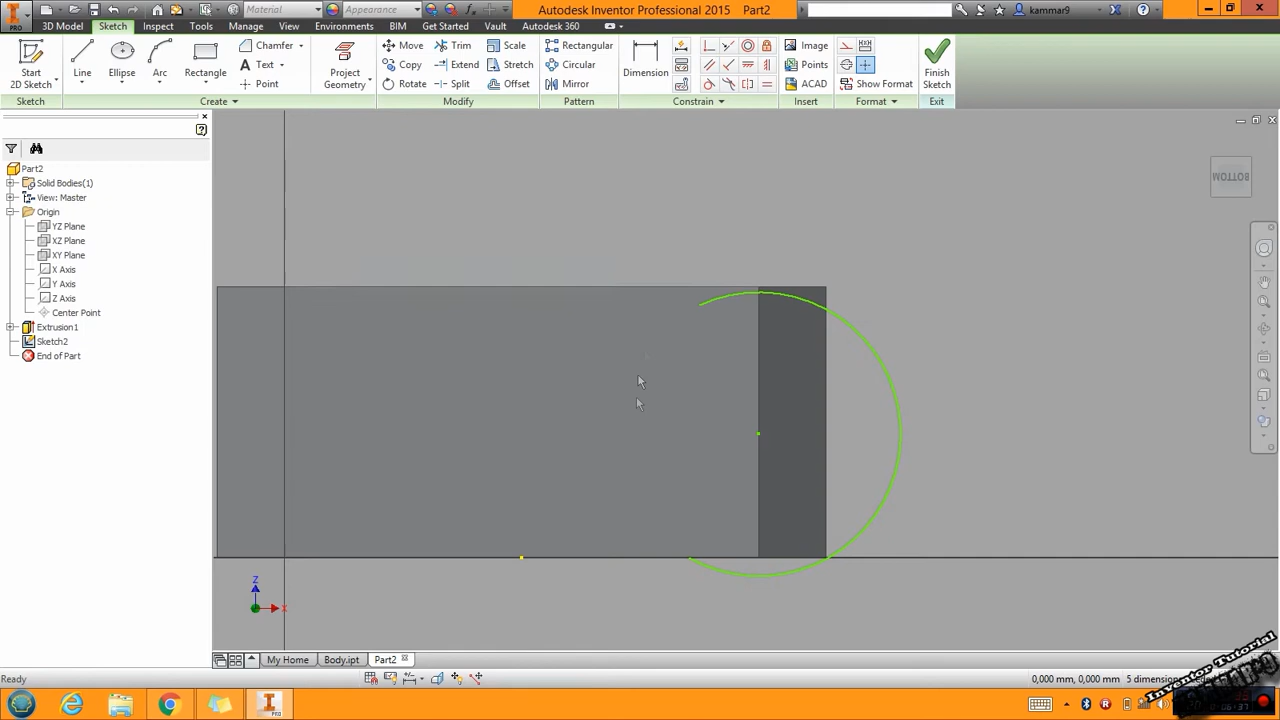 PRO
Material
Appearance
Autodesk Inventor Professional 2015 Part2
kammar9
3D Model Sketch Inspect Tools Manage View Environments BIM Get Started Vault Autodesk 360
Start
2D Sketch
Line
Ellipse
Arc
Rectangle
Chamfer
Text
Point
Project
Geometry
Move Trim Scale
Copy Extend Stretch
Rotate Split Offset
Rectangular
Circular
Mirror
Dimension
Image
Points
ACAD
Show Format
Finish
Sketch
Sketch Create Modify Pattern Constrain Insert Format Exit
Part2
Solid Bodies(1)
View: Master
Origin
YZ Plane
XZ Plane
XY Plane
X Axis
Y Axis
Z Axis
Center Point
Extrusion1
Sketch2
End of Part
BOTTOM
Z
X
My Home Body.ipt Part2
Ready
0,000 mm, 0,000 mm 5 dimension
Inventor Tutorial
PRO